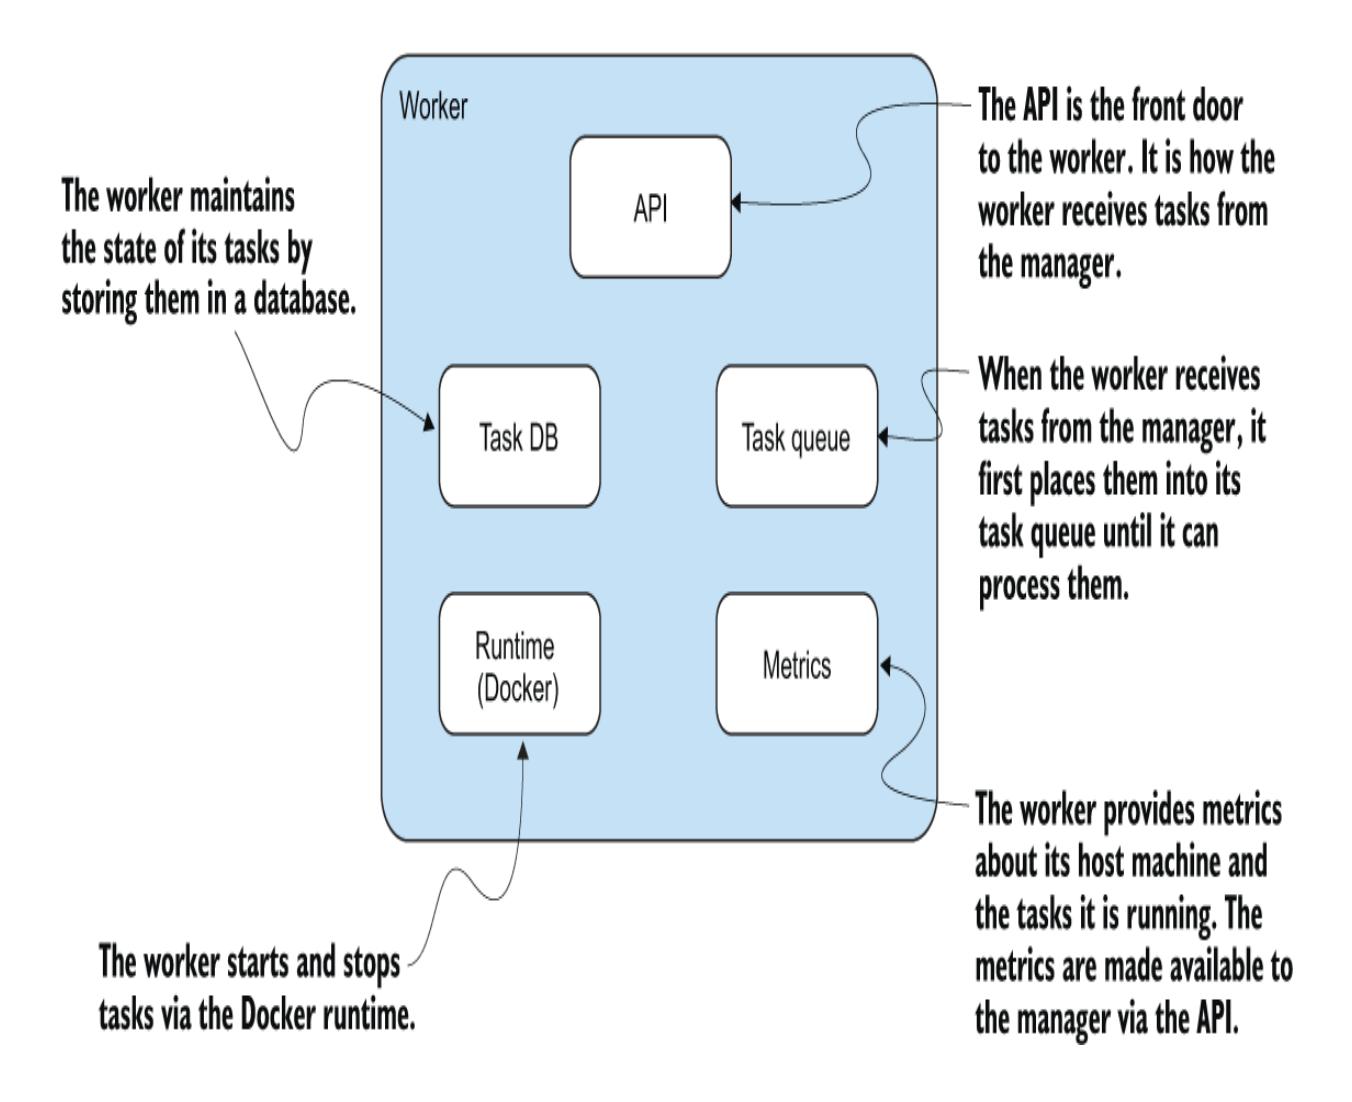 Worker
API
The API is the front door
to the worker. It is how the
worker receives tasks from
the manager.
The worker maintains
the state of its tasks by
storing them in a database.
Task DB
Task queue
When the worker receives
tasks from the manager, it
first places them into its
task queue until it can
process them.
Runtime
(Docker)
Metrics
The worker provides metrics
about its host machine and
the tasks it is running. The
metrics are made available to
the manager via the API.
The worker starts and stops
tasks via the Docker runtime.